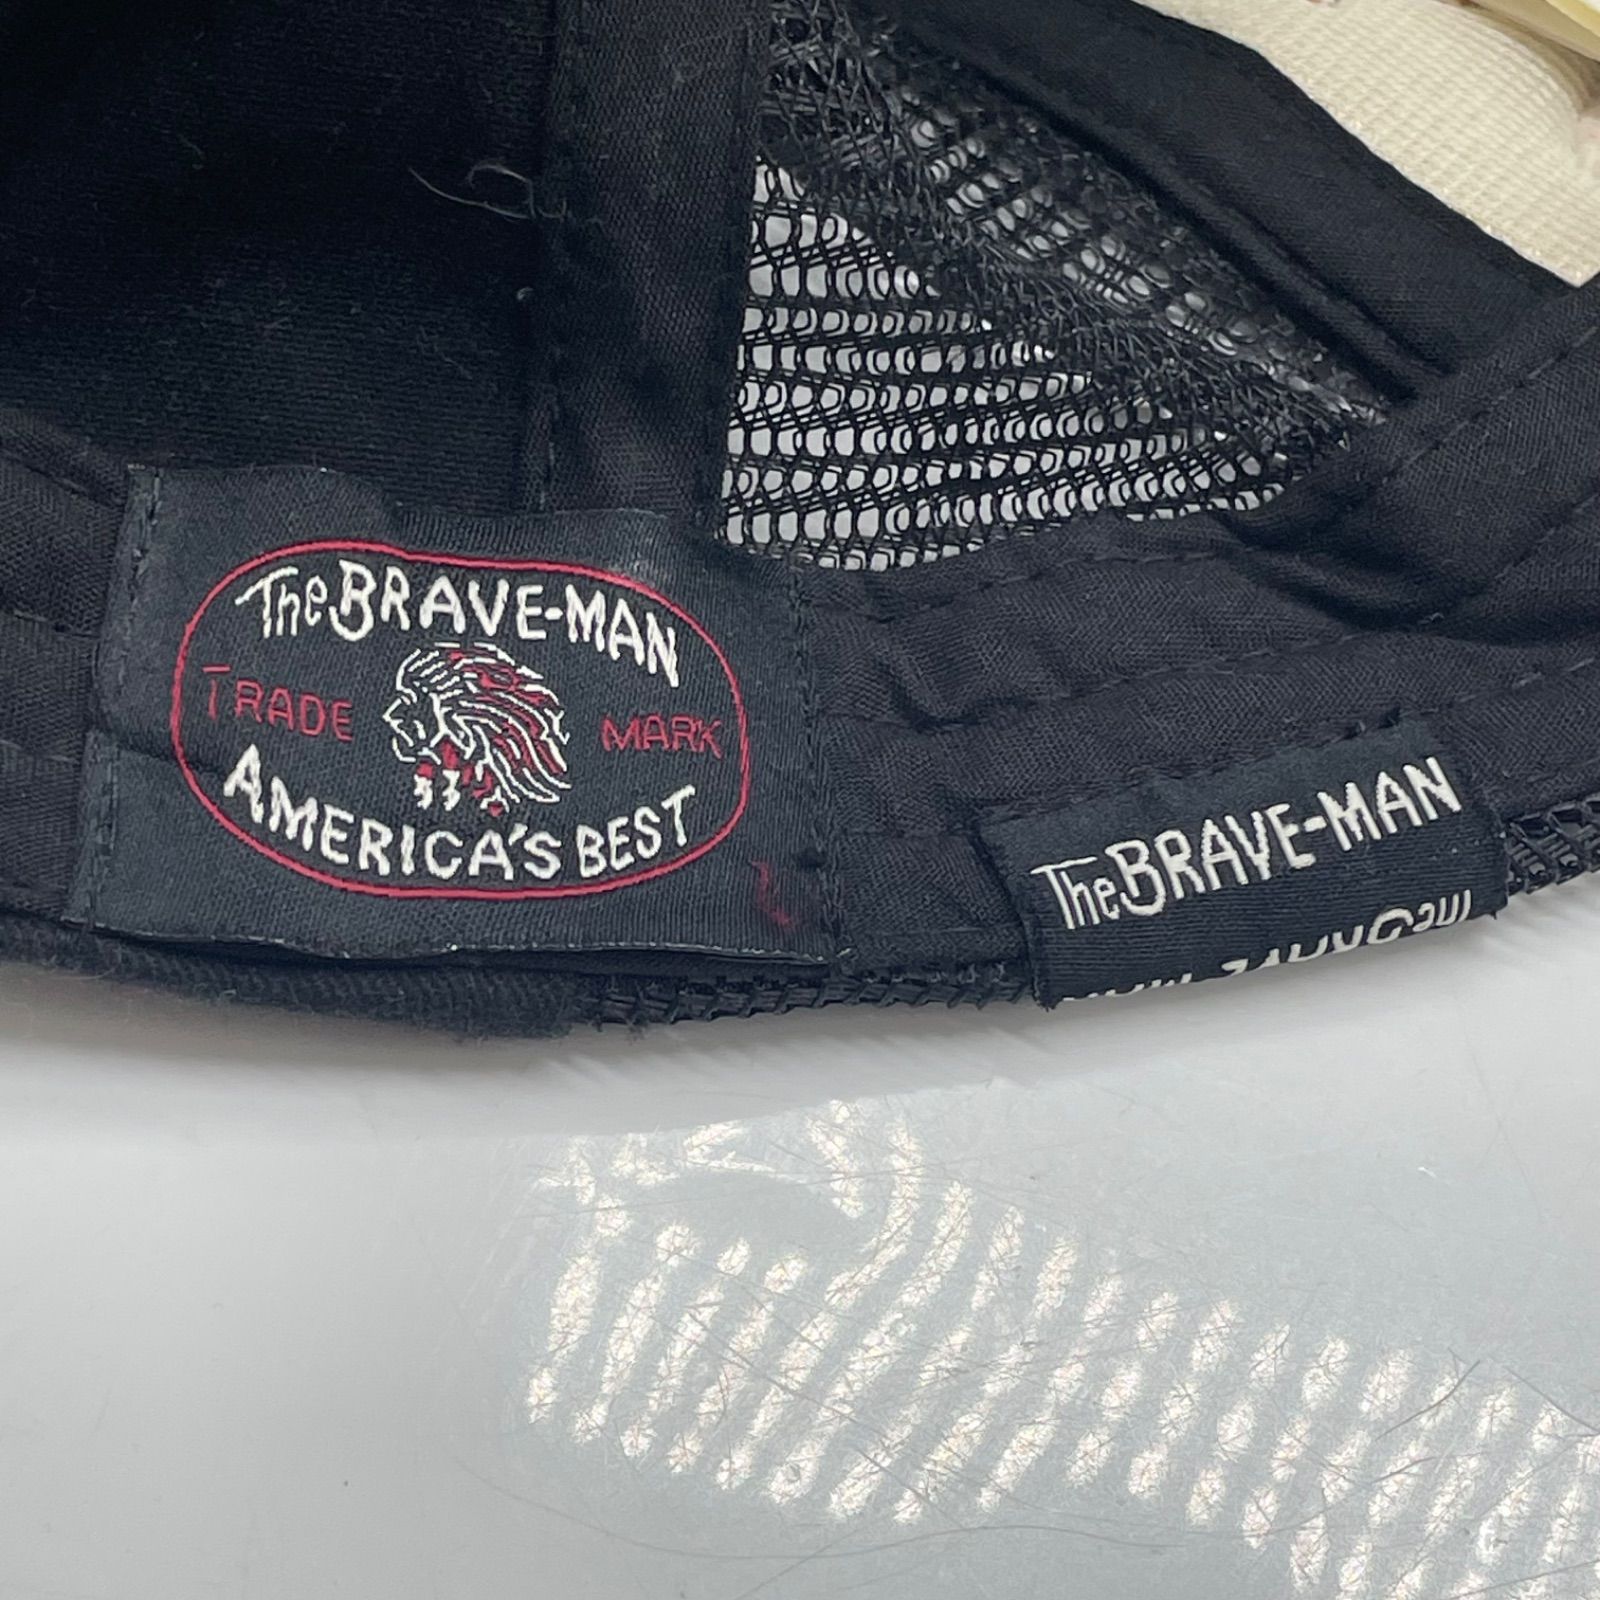 The BRAVE-MAN
TRADE MARK
AMERICA'S BEST
The BRAVE-MAN